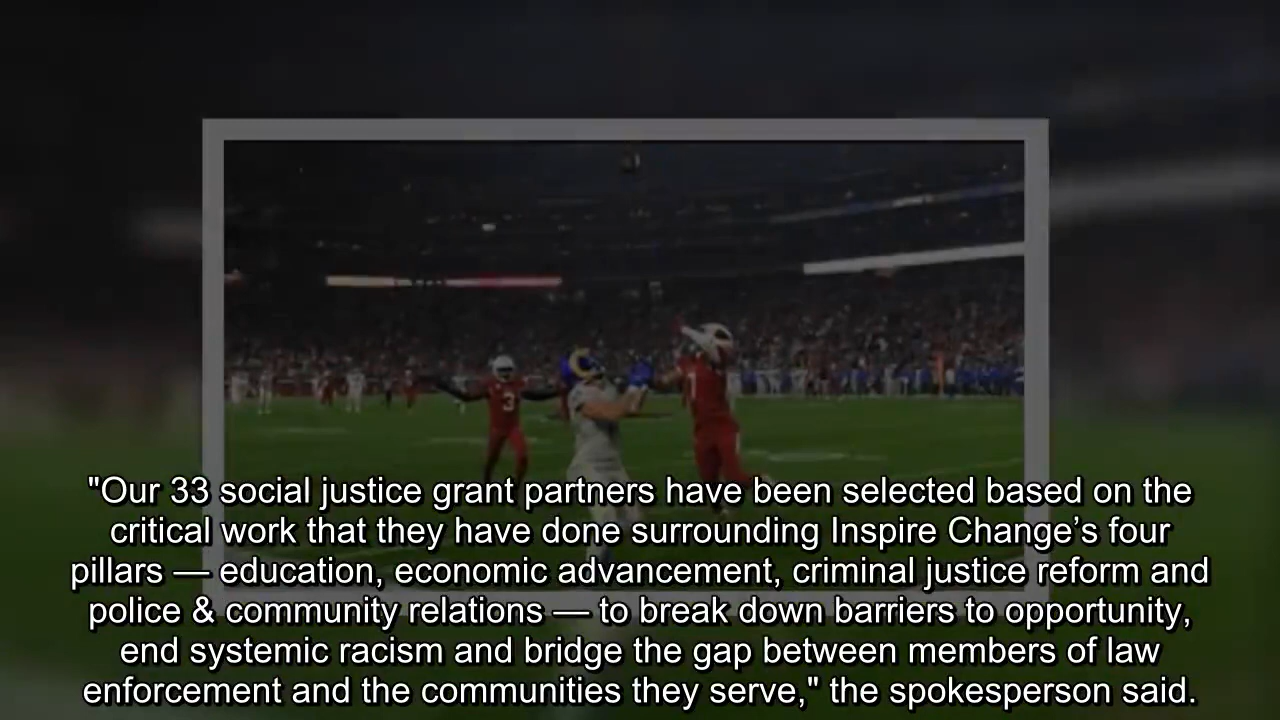 "Our 33 social justice grant partners have been selected based on the
critical work that they have done surrounding Inspire Change’s four
pillars — education, economic advancement, criminal justice reform and
police & community relations — to break down barriers to opportunity,
end systemic racism and bridge the gap between members of law
enforcement and the communities they serve," the spokesperson said.
3